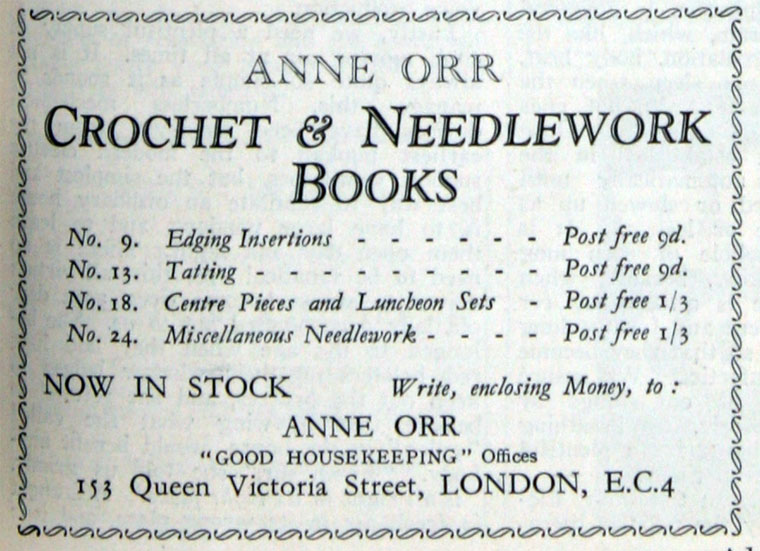 ANNE ORR
CROCHET & NEEDLEWORK
BOOKS
No. 9. Edging Insertions - - - - - Post free 9d.
No. 13. Tatting - - - - - Post free 9d.
No. 18. Centre Pieces and Luncheon Sets Post free 1/3
No. 24. Miscellaneous Needlework - - - Post free 1/3
NOW IN STOCK Write, enclosing Money, to :
ANNE ORR
"GOOD HOUSEKEEPING" Offices
153 Queen Victoria Street, LONDON, E.C.4